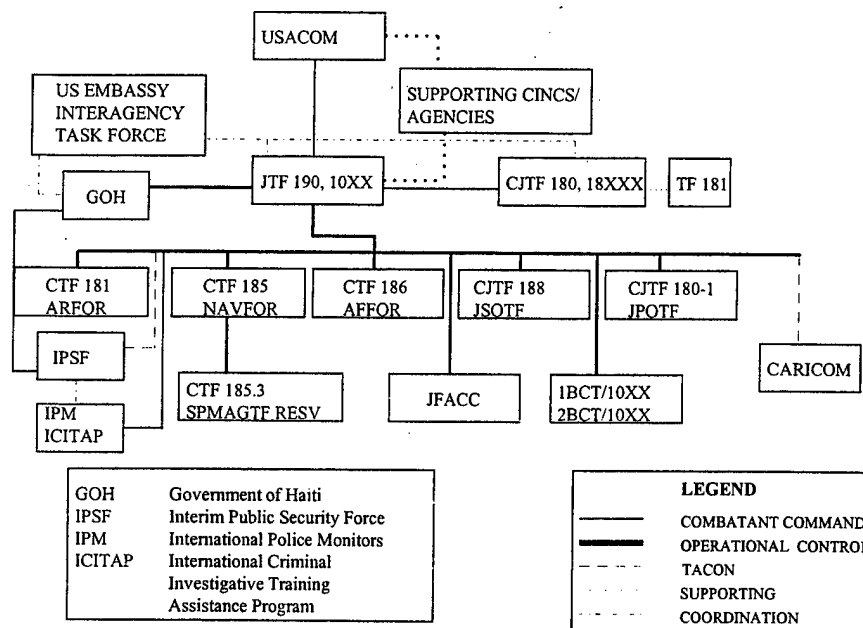 USACOM
US EMBASSY
INTERAGENCY
TASK FORCE
SUPPORTING CINCS/
AGENCIES
GOH
JTF 190, 10XX
CJTF 180, 18XXX
TF 181
CTF 181
ARFOR
CTF 185
NAVFOR
CTF 186
AFFOR
CJTF 188
JSOTF
CJTF 180-1
JPOTF
IPSF
CARICOM
IPM
ICITAP
CTF 185.3
SPMAGTF RESV
JFACC
1BCT/10XX
2BCT/10XX
GOH Government of Haiti
IPSF Interim Public Security Force
IPM International Police Monitors
ICITAP International Criminal
Investigative Training
Assistance Program
LEGEND
COMBATANT COMMAND
OPERATIONAL CONTROL
TACON
SUPPORTING
COORDINATION